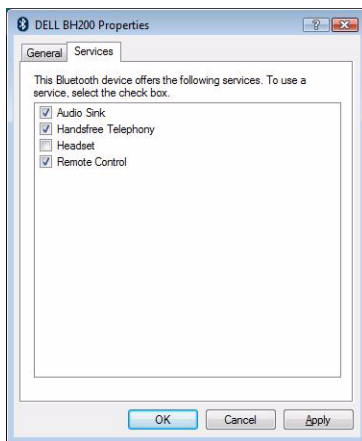 DELL BH200 Properties
General
Services
This Bluetooth device offers the following services. To use a
service, select the check box.
Audio Sink
Handsfree Telephony
Headset
Remote Control
OK
Cancel
Apply